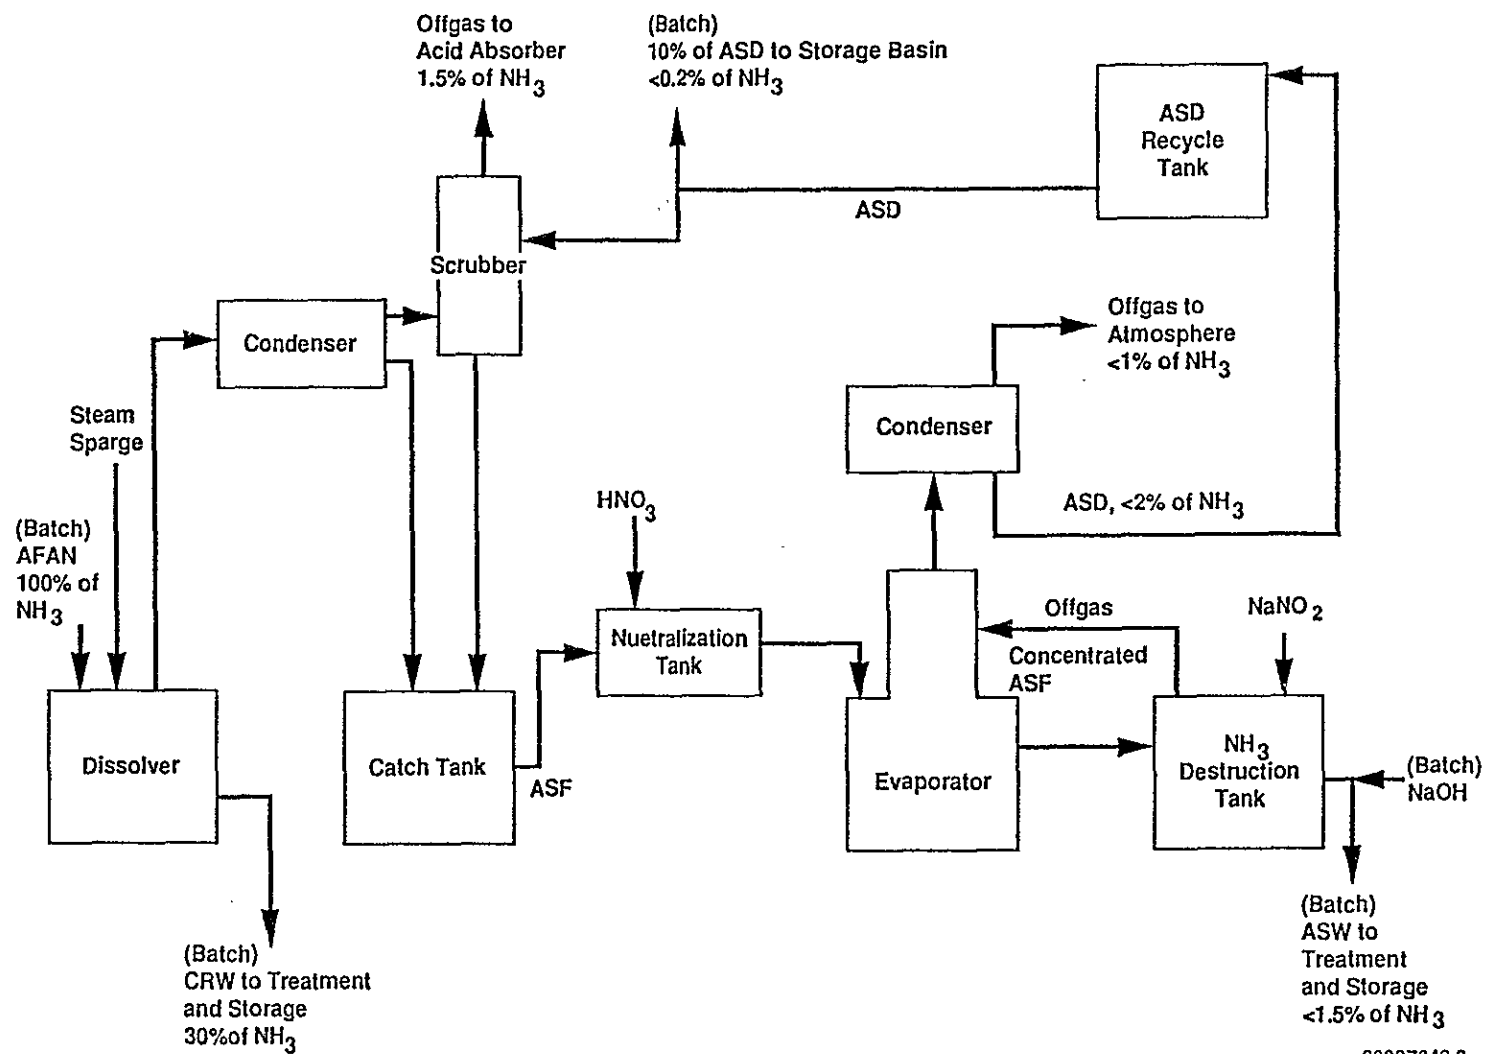 Offgas to
Acid Absorber
1.5% of NH3
(Batch)
10% of ASD to Storage Basin
<0.2% of NH3
ASD
Recycle
Tank
ASD
Scrubber
Condenser
Offgas to
Atmosphere
<1% of NH3
Steam
Sparge
Condenser
(Batch)
AFAN
100% of
NH3
HNO3
ASD, <2% of NH3
Offgas
NaNO2
Nuetralization
Tank
Concentrated
ASF
Dissolver
Catch Tank
ASF
Evaporator
NH3
Destruction
Tank
(Batch)
NaOH
(Batch)
CRW to Treatment
and Storage
30%of NH3
(Batch)
ASW to
Treatment
and Storage
<1.5% of NH3